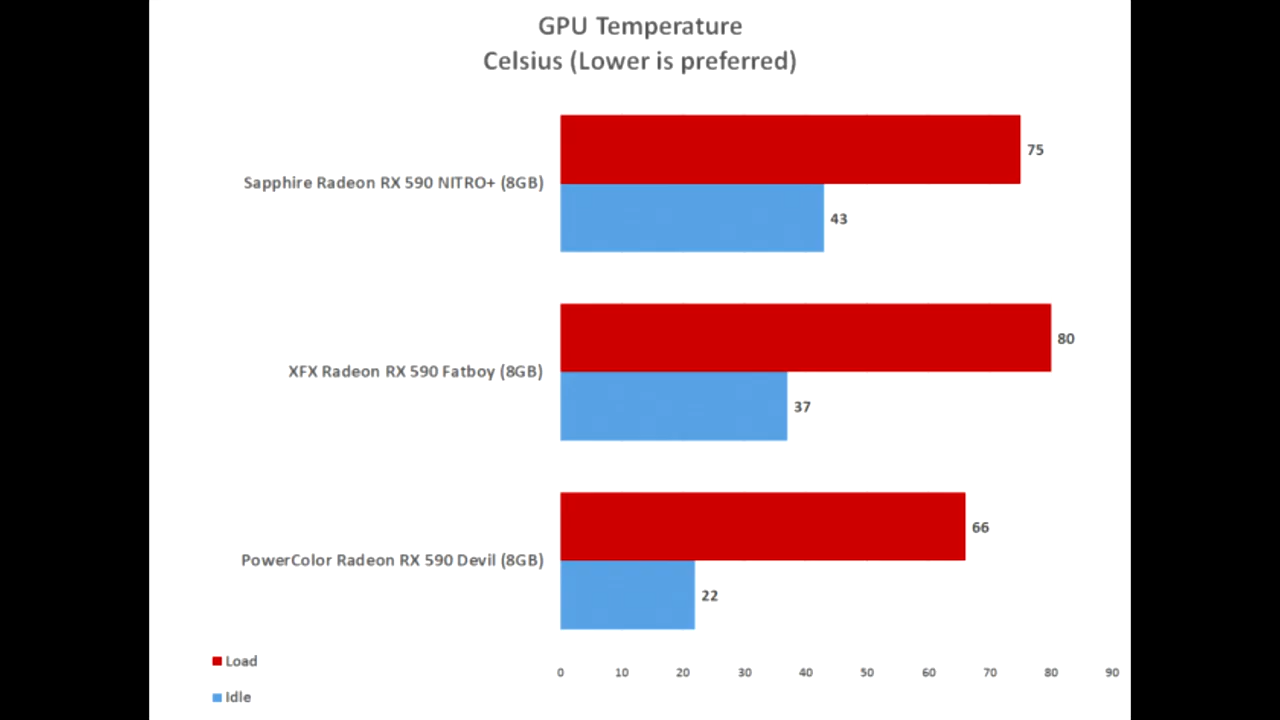 GPU Temperature
Celsius (Lower is preferred)
75
Sapphire Radeon RX 590 NITRO+ (8GB)
43
80
XFX Radeon RX 590 Fatboy (8GB)
37
66
PowerColor Radeon RX 590 Devil (8GB)
22
Load
0 10 20 30 40 50 60 70 80 90
Idle